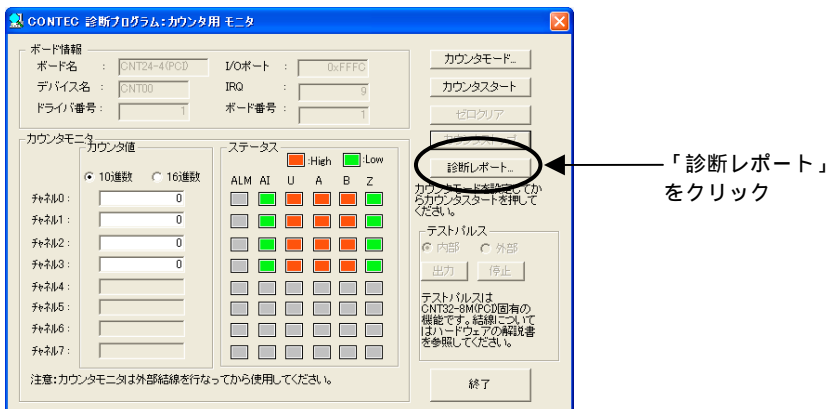 CONTEC 診断プログラム:カウンタ用 モニタ
ボード情報
ボード名 : CNT24-4(PCI) I/Oポート : 0xFFFC
デバイス名 : CNT00 IRQ : 9
ドライバ番号 : 1 ボード番号 : 1
カウンタモード...
カウンタスタート
ゼロクリア
カウンタストップ
診断レポート...
「診断レポート」
をクリック
カウンタモードを設定してか
らカウンタスタートを押して
ください。
カウンタモニタ
カウンタ値
10進数 16進数
チャネル0 : 0
チャネル1 : 0
チャネル2 : 0
チャネル3 : 0
チャネル4 :
チャネル5 :
チャネル6 :
チャネル7 :
ステータス
:High :Low
ALM AI U A B Z
テストパルス
内部 外部
出力 停止
テストパルスは
CNT32-8M(PCI)固有の
機能です。結線について
はハードウェアの解説書
を参照してください。
注意:カウンタモニタは外部結線を行なってから使用してください。
終了